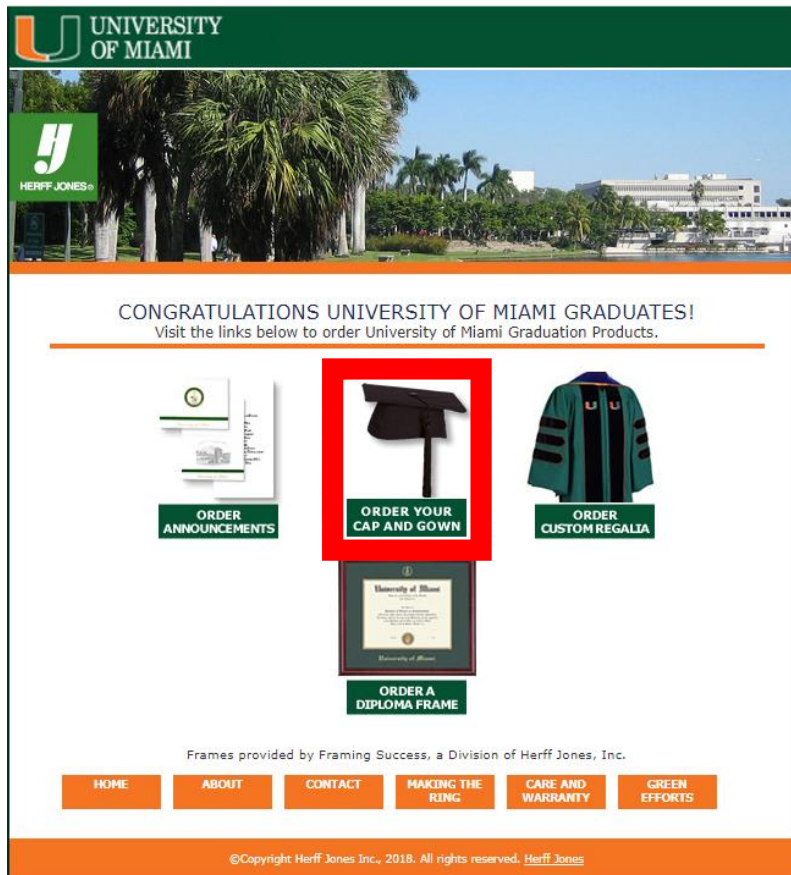 UNIVERSITY
OF MIAMI
HERFF JONES
CONGRATULATIONS UNIVERSITY OF MIAMI GRADUATES!
Visit the links below to order University of Miami Graduation Products.
ORDER
ANNOUNCEMENTS
ORDER YOUR
CAP AND GOWN
ORDER
CUSTOM REGALIA
University of Miami
University of Miami
ORDER A
DIPLOMA FRAME
Frames provided by Framing Success, a Division of Herff Jones, Inc.
HOME
ABOUT
CONTACT
MAKING THE
RING
CARE AND
WARRANTY
GREEN
EFFORTS
©Copyright Herff Jones Inc., 2018. All rights reserved. Herff Jones